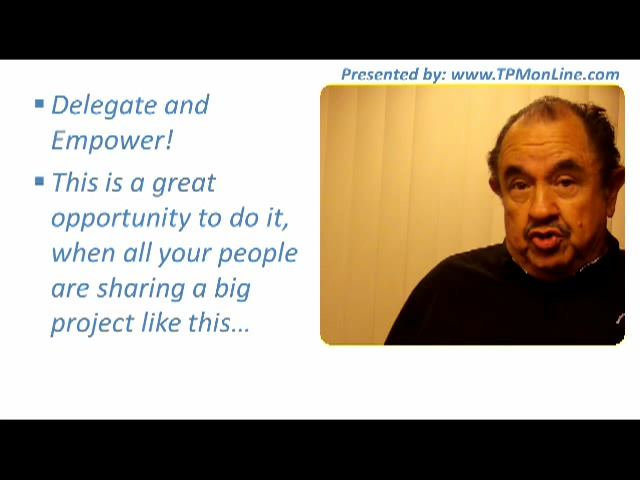 Presented by: www.TPMonLine.com
▪ Delegate and
Empower!
▪ This is a great
opportunity to do it,
when all your people
are sharing a big
project like this...